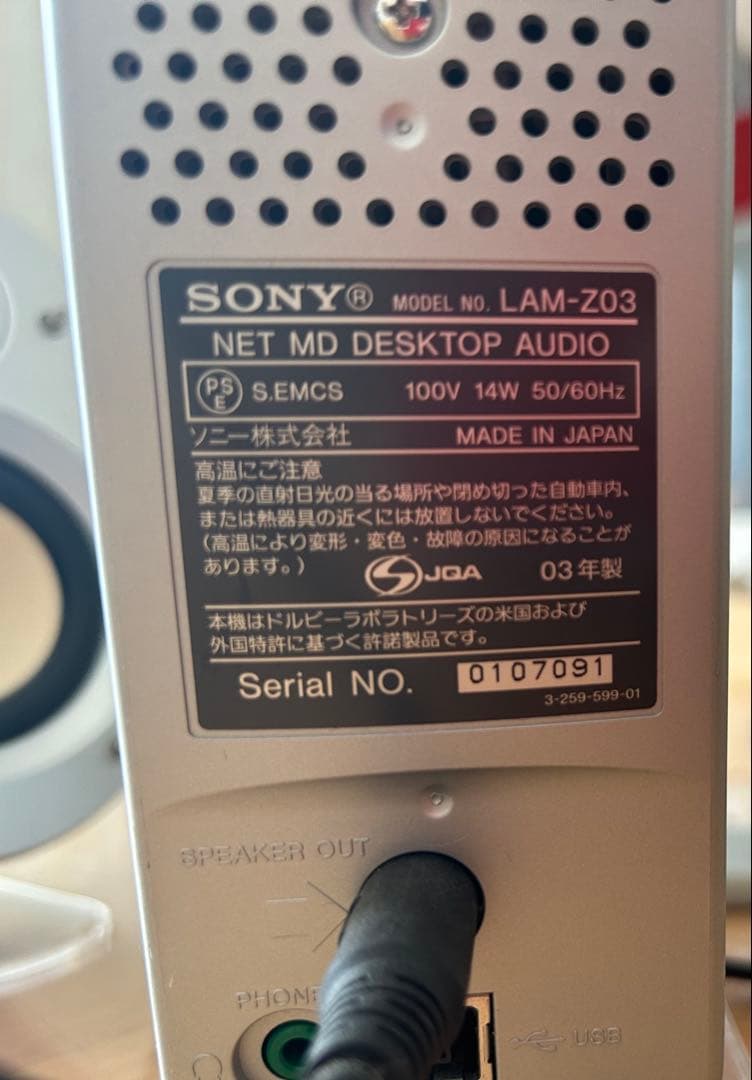 SONY® MODEL NO. LAM-Z03
NET MD DESKTOP AUDIO
PSE S.EMCS 100V 14W 50/60Hz
ソニー株式会社 MADE IN JAPAN
高温にご注意
夏季の直射日光の当る場所や閉め切った自動車内、
または熱器具の近くには放置しないでください。
(高温により変形・変色・故障の原因になることが
あります。)
JQA 03年製
本機はドルビーラボラトリーズの米国および
外国特許に基づく許諾製品です。
Serial NO. 0107091
3-259-599-01
SPEAKER OUT
PHONE
USB